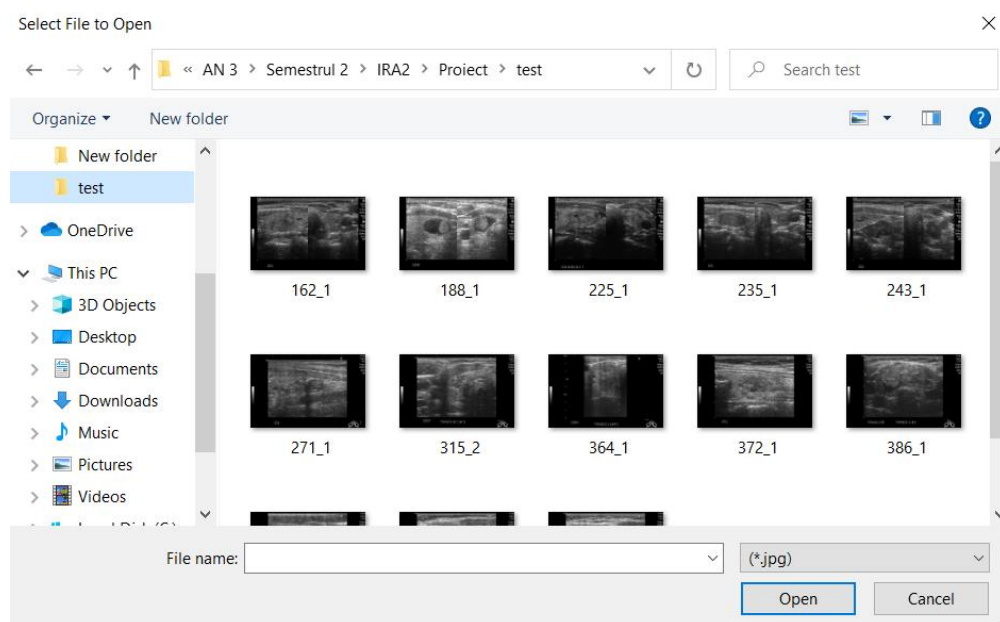 Select File to Open
« AN 3 > Semestrul 2 > IRA2 > Proiect > test
Search test
Organize
New folder
?
New folder
test
OneDrive
This PC
3D Objects
Desktop
Documents
Downloads
Music
Pictures
Videos
162_1 188_1 225_1 235_1 243_1
271_1 315_2 364_1 372_1 386_1
File name:
(*.jpg)
Open Cancel